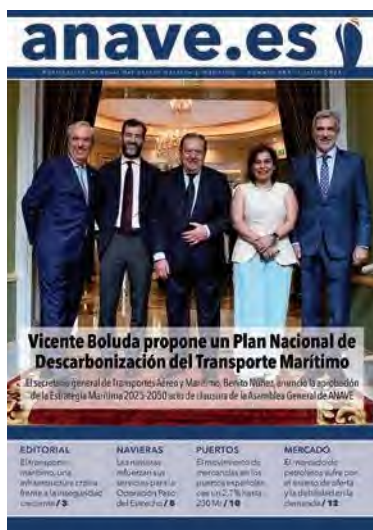 anave.es
Vicente Boluda propone un Plan Nacional de
Descarbonización del Transporte Marítimo
El secretario general de Transportes Aéreo y Marítimo, Benito Núñez, anunció la aprobación
de la Estrategia Marítima 2025-2050 acto de clausura de la Asamblea General de ANAVE
EDITORIAL
El transporte
marítimo, una
infraestructura crítica
frente a la inseguridad
creciente / 3
NAVIERAS
Las navieras
refuerzan sus
servicios para la
Operación Paso
del Estrecho / 6
PUERTOS
El movimiento de
mercancías en los
puertos españoles
cae un 2,7% hasta
230 Mt / 10
MERCADO
El mercado de
petroleros sufre por
el exceso de oferta
y la debilidad en la
demanda / 12